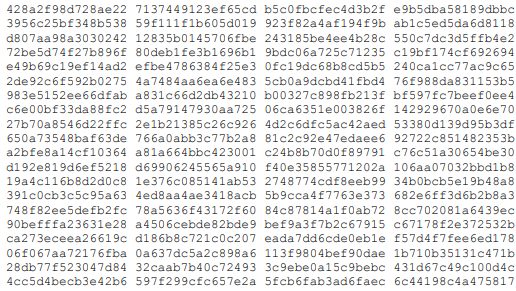 428a2f98d728ae22 7137449123ef65cd b5c0fbcfec4d3b2f e9b5dba58189dbbc
3956c25bf348b538 59f111f1b605d019 923f82a4af194f9b ab1c5ed5da6d8118
d807aa98a3030242 12835b0145706fbe 243185be4ee4b28c 550c7dc3d5ffb4e2
72be5d74f27b896f 80deb1fe3b1696b1 9bdc06a725c71235 c19bf174cf692694
e49b69c19ef14ad2 efbe4786384f25e3 0fc19dc68b8cd5b5 240ca1cc77ac9c65
2de92c6f592b0275 4a7484aa6ea6e483 5cb0a9dcbd41fbd4 76f988da831153b5
983e5152ee66dfab a831c66d2db43210 b00327c898fb213f bf597fc7beef0ee4
c6e00bf33da88fc2 d5a79147930aa725 06ca6351e003826f 142929670a0e6e70
27b70a8546d22ffc 2e1b21385c26c926 4d2c6dfc5ac42aed 53380d139d95b3df
650a73548baf63de 766a0abb3c77b2a8 81c2c92e47edaee6 92722c851482353b
a2bfe8a14cf10364 a81a664bbc423001 c24b8b70d0f89791 c76c51a30654be30
d192e819d6ef5218 d69906245565a910 f40e35855771202a 106aa07032bbd1b8
19a4c116b8d2d0c8 1e376c085141ab53 2748774cdf8eeb99 34b0bcb5e19b48a8
391c0cb3c5c95a63 4ed8aa4ae3418acb 5b9cca4f7763e373 682e6ff3d6b2b8a3
748f82ee5defb2fc 78a5636f43172f60 84c87814a1f0ab72 8cc702081a6439ec
90befffa23631e28 a4506cebde82bde9 bef9a3f7b2c67915 c67178f2e372532b
ca273eceea26619c d186b8c721c0c207 eada7dd6cde0eb1e f57d4f7fee6ed178
06f067aa72176fba 0a637dc5a2c898a6 113f9804bef90dae 1b710b35131c471b
28db77f523047d84 32caab7b40c72493 3c9ebe0a15c9bebc 431d67c49c100d4c
4cc5d4becb3e42b6 597f299cfc657e2a 5fcb6fab3ad6faec 6c44198c4a475817